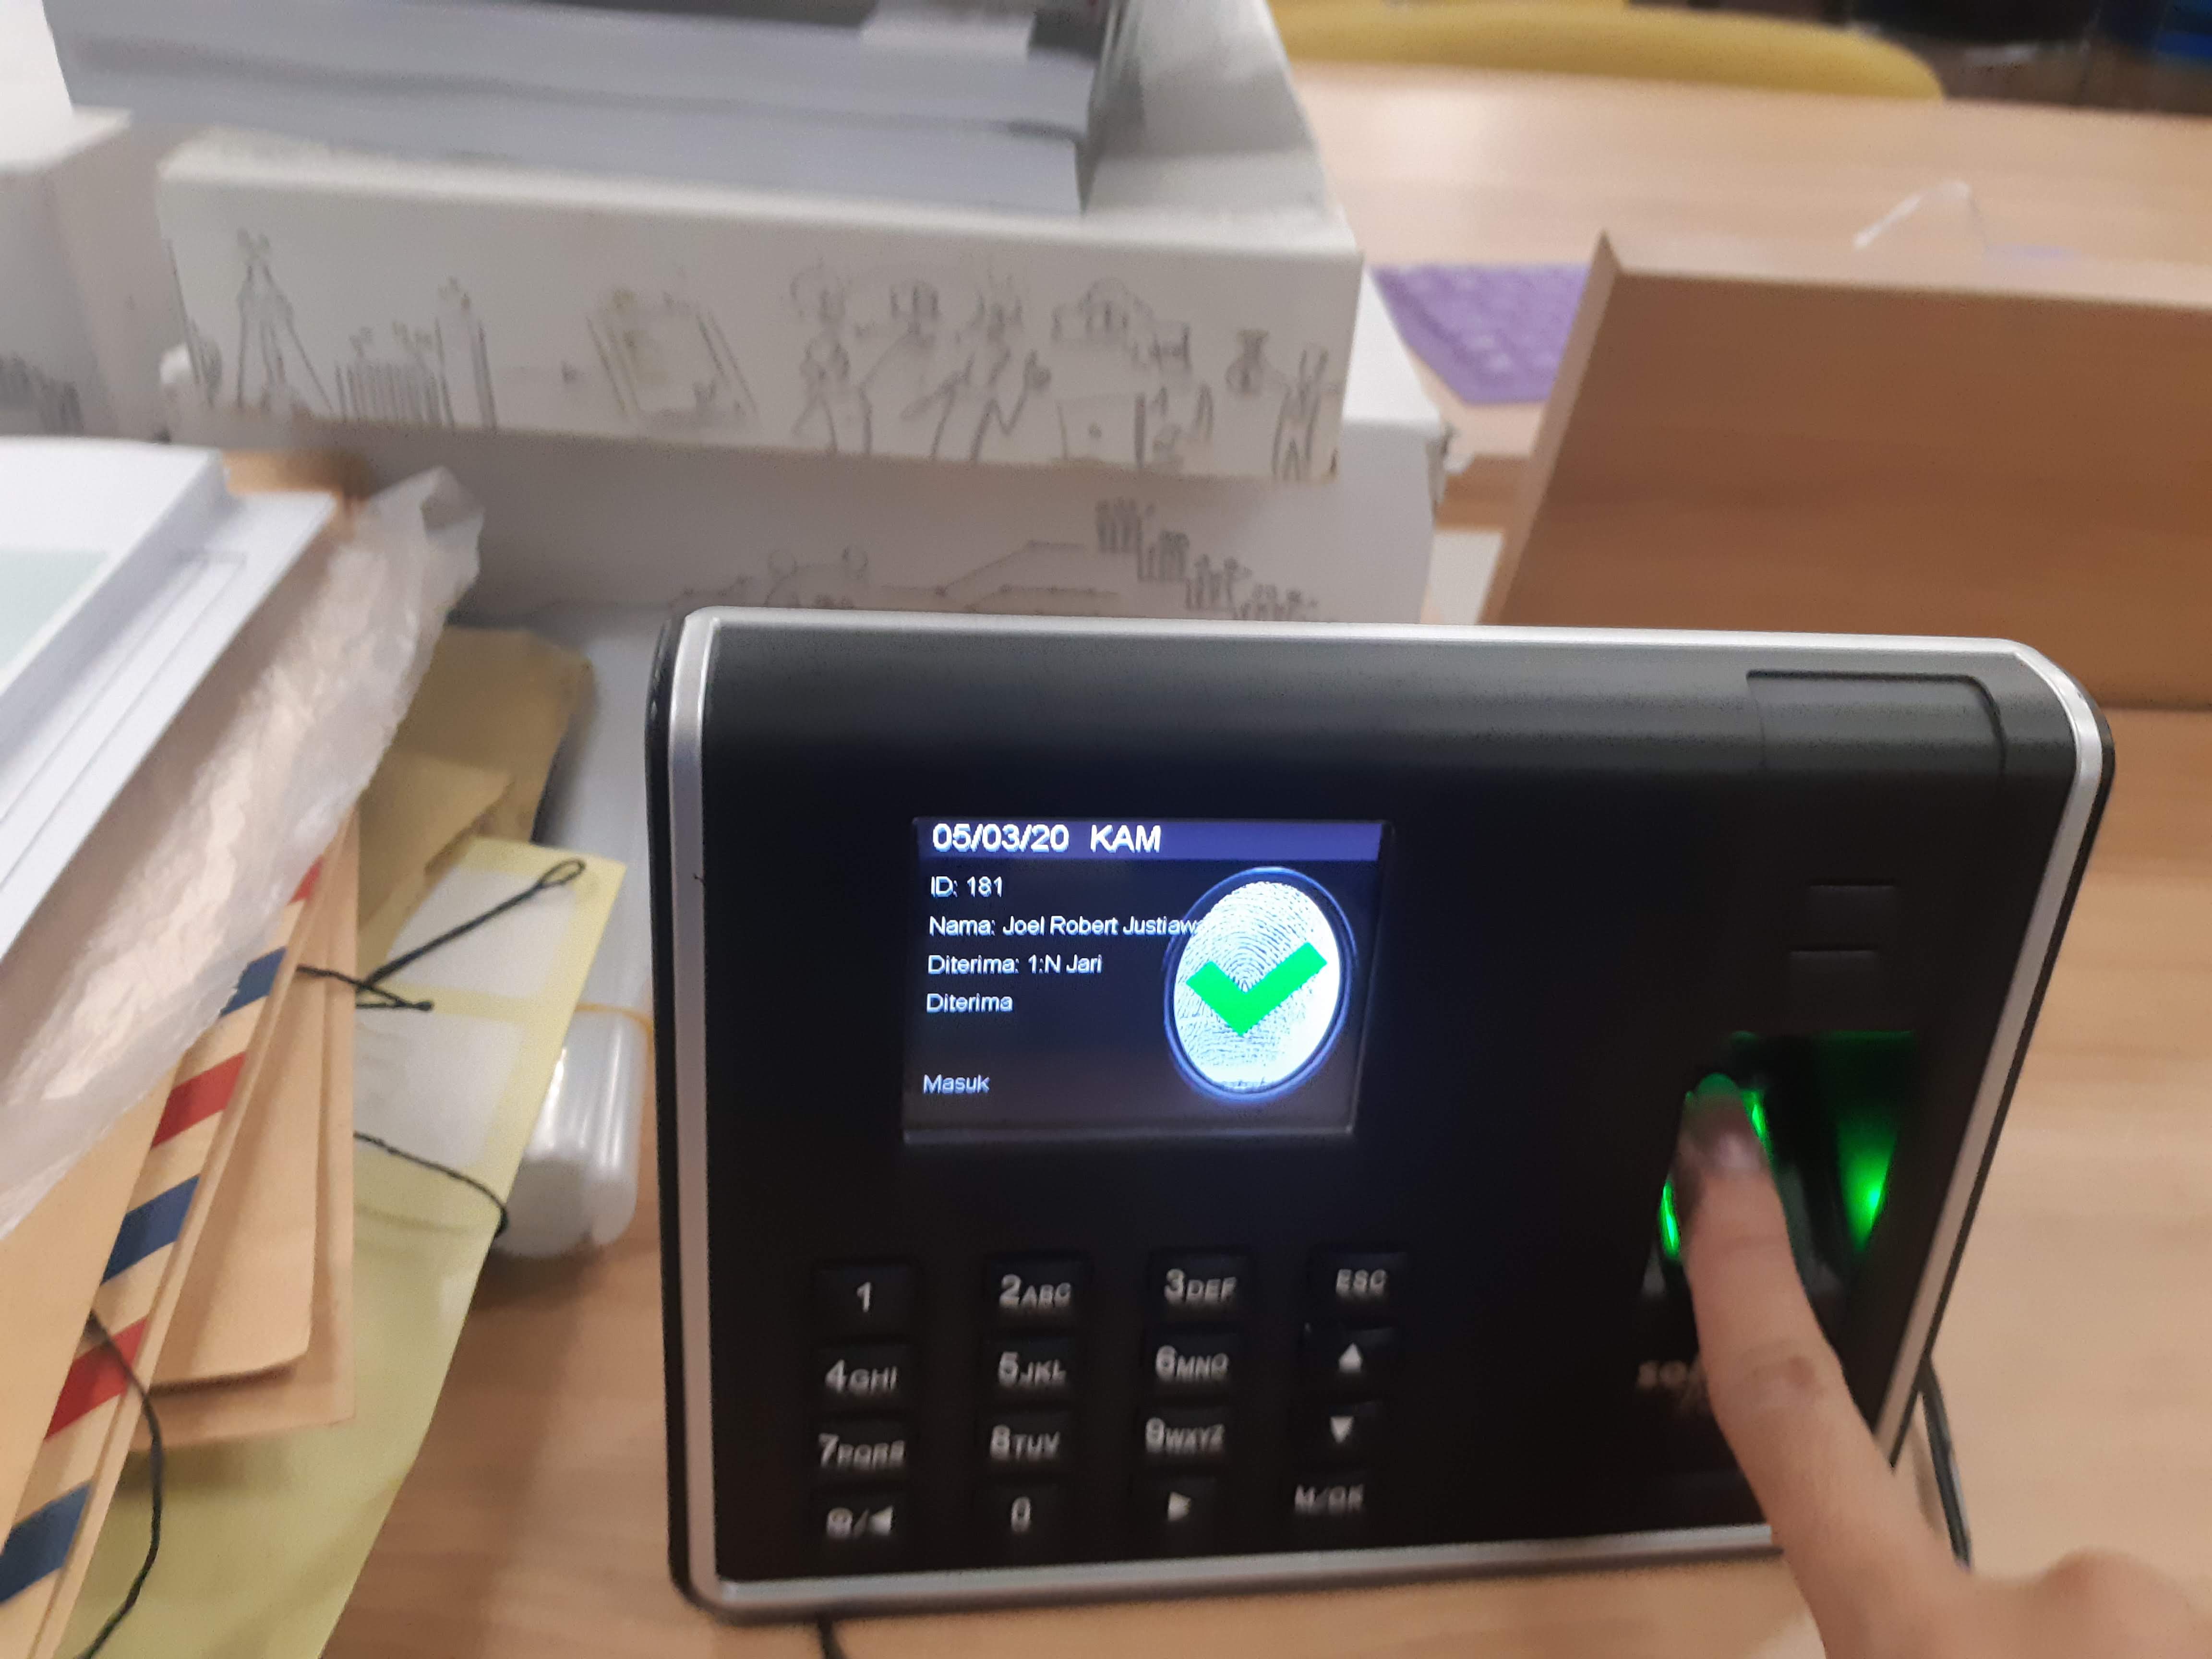 05/03/20 KAM
ID: 181
Nama: Joel Robert Justiaw
Diterima: 1:N Jari
Diterima
Masuk
1 2ABC 3DEF ESC
4GHI 5JKL 6MNO ▲
7PQRS 8TUV 9WXYZ ▼
0 ▶ M/OK